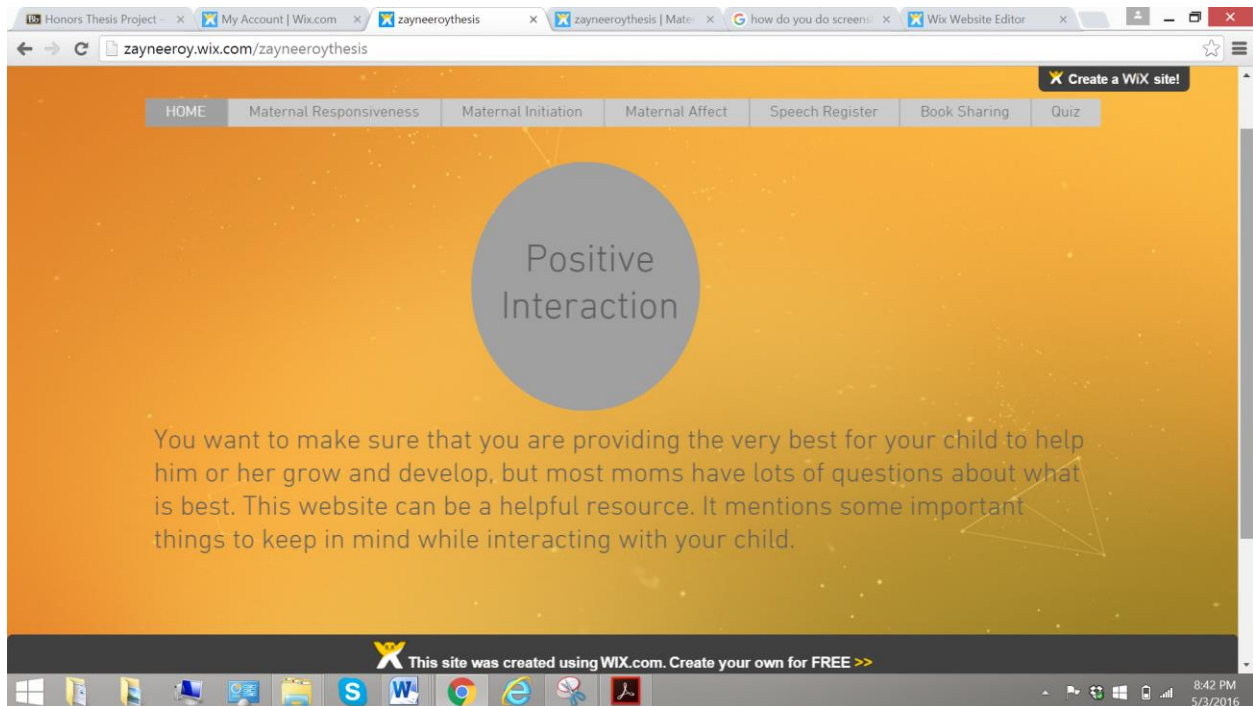 Honors Thesis Project -
My Account | Wix.com
zayneeroythesis
zayneeroythesis | Mater
how do you do screens
Wix Website Editor
zayneeroy.wix.com/zayneeroythesis
Create a WiX site!
HOME Maternal Responsiveness Maternal Initiation Maternal Affect Speech Register Book Sharing Quiz
Positive
Interaction
You want to make sure that you are providing the very best for your child to help
him or her grow and develop, but most moms have lots of questions about what
is best. This website can be a helpful resource. It mentions some important
things to keep in mind while interacting with your child.
This site was created using WIX.com. Create your own for FREE >>
8:42 PM
5/3/2016